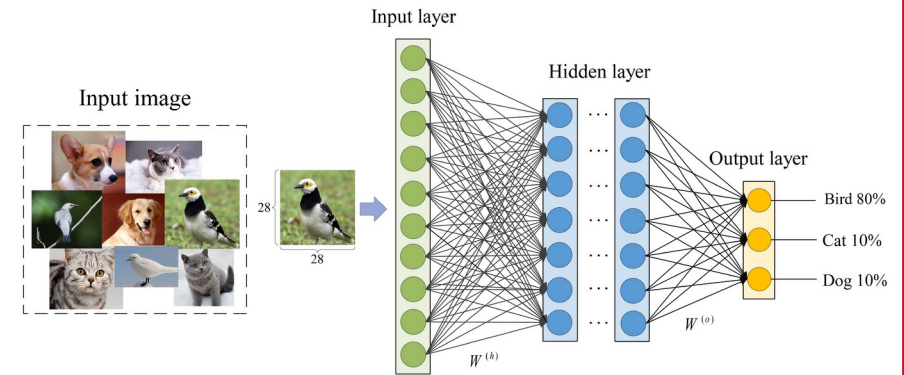 Input layer
Hidden layer
Input image
Output layer
28
28
Bird 80%
Cat 10%
Dog 10%
W^(h)
W^(o)